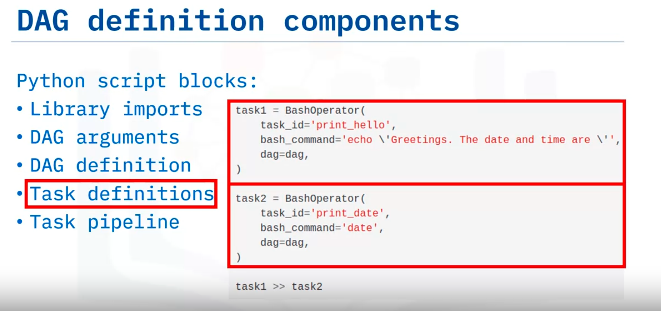 DAG definition components
Python script blocks:
• Library imports
• DAG arguments
• DAG definition
• Task definitions
• Task pipeline
task1 = BashOperator(
    task_id='print_hello',
    bash_command='echo \'Greetings. The date and time are \'',
    dag=dag,
)
task2 = BashOperator(
    task_id='print_date',
    bash_command='date',
    dag=dag,
)
task1 >> task2